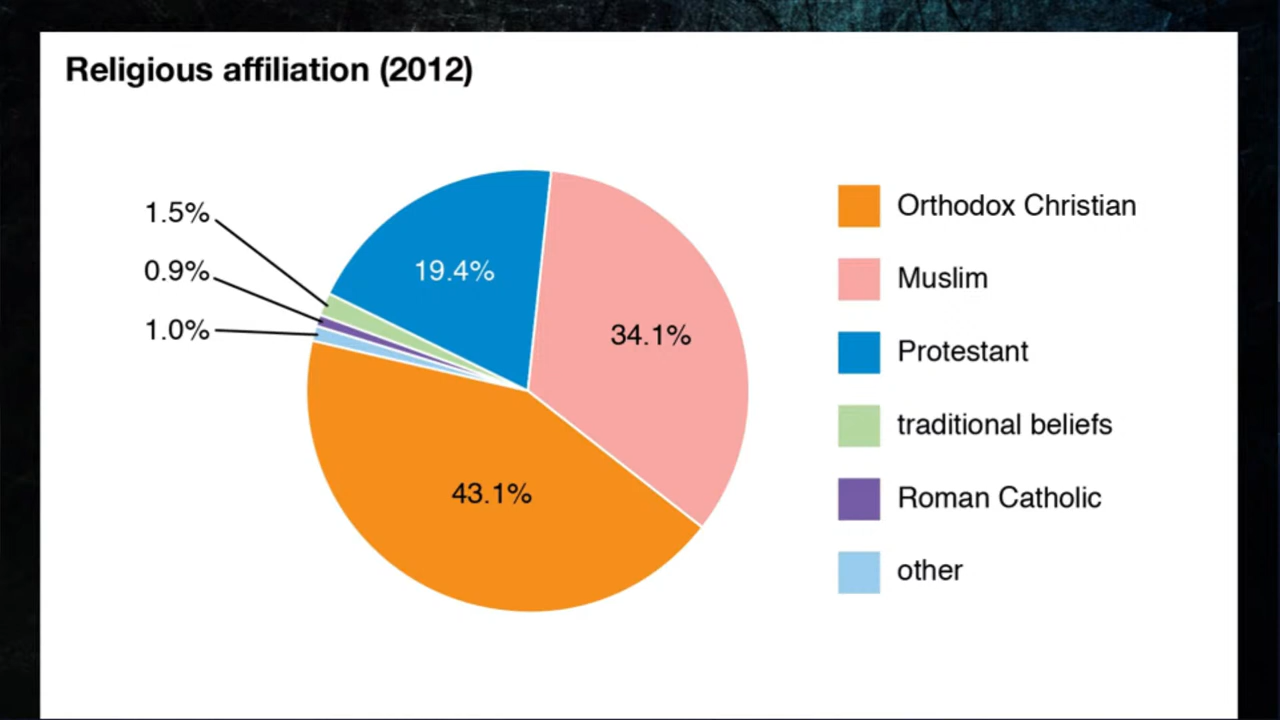 Religious affiliation (2012)
1.5%
0.9%
1.0%
19.4%
34.1%
43.1%
Orthodox Christian
Muslim
Protestant
traditional beliefs
Roman Catholic
other